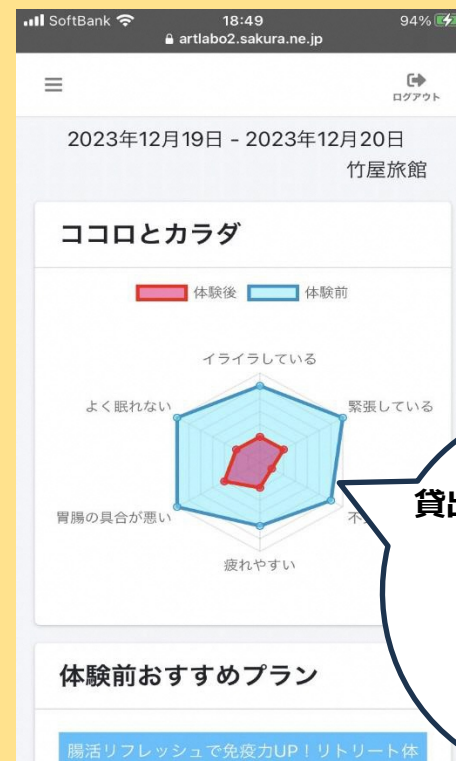 SoftBank 18:49 94%
artlabo2.sakura.ne.jp
ログアウト
2023年12月19日 - 2023年12月20日
竹屋旅館
ココロとカラダ
体験後 体験前
イライラしている
よく眠れない 緊張している
胃腸の具合が悪い 不
疲れやすい
貸出
体験前おすすめプラン
腸活リフレッシュで免疫力UP！リトリート体